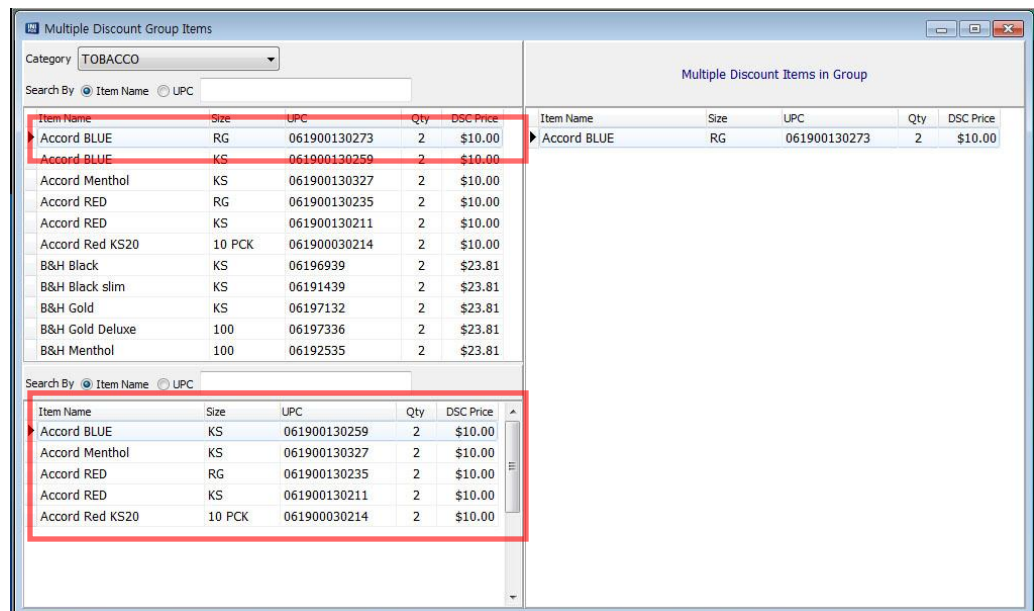 Multiple Discount Group Items
Category TOBACCO
Search By Item Name UPC
Item Name Size UPC Qty DSC Price
Accord BLUE RG 061900130273 2 $10.00
Accord BLUE KS 061900130259 2 $10.00
Accord Menthol KS 061900130327 2 $10.00
Accord RED RG 061900130235 2 $10.00
Accord RED KS 061900130211 2 $10.00
Accord Red KS20 10 PCK 061900030214 2 $10.00
B&H Black KS 06196939 2 $23.81
B&H Black slim KS 06191439 2 $23.81
B&H Gold KS 06197132 2 $23.81
B&H Gold Deluxe 100 06197336 2 $23.81
B&H Menthol 100 06192535 2 $23.81
Search By Item Name UPC
Item Name Size UPC Qty DSC Price
Accord BLUE KS 061900130259 2 $10.00
Accord Menthol KS 061900130327 2 $10.00
Accord RED RG 061900130235 2 $10.00
Accord RED KS 061900130211 2 $10.00
Accord Red KS20 10 PCK 061900030214 2 $10.00
Multiple Discount Items in Group
Item Name Size UPC Qty DSC Price
Accord BLUE RG 061900130273 2 $10.00